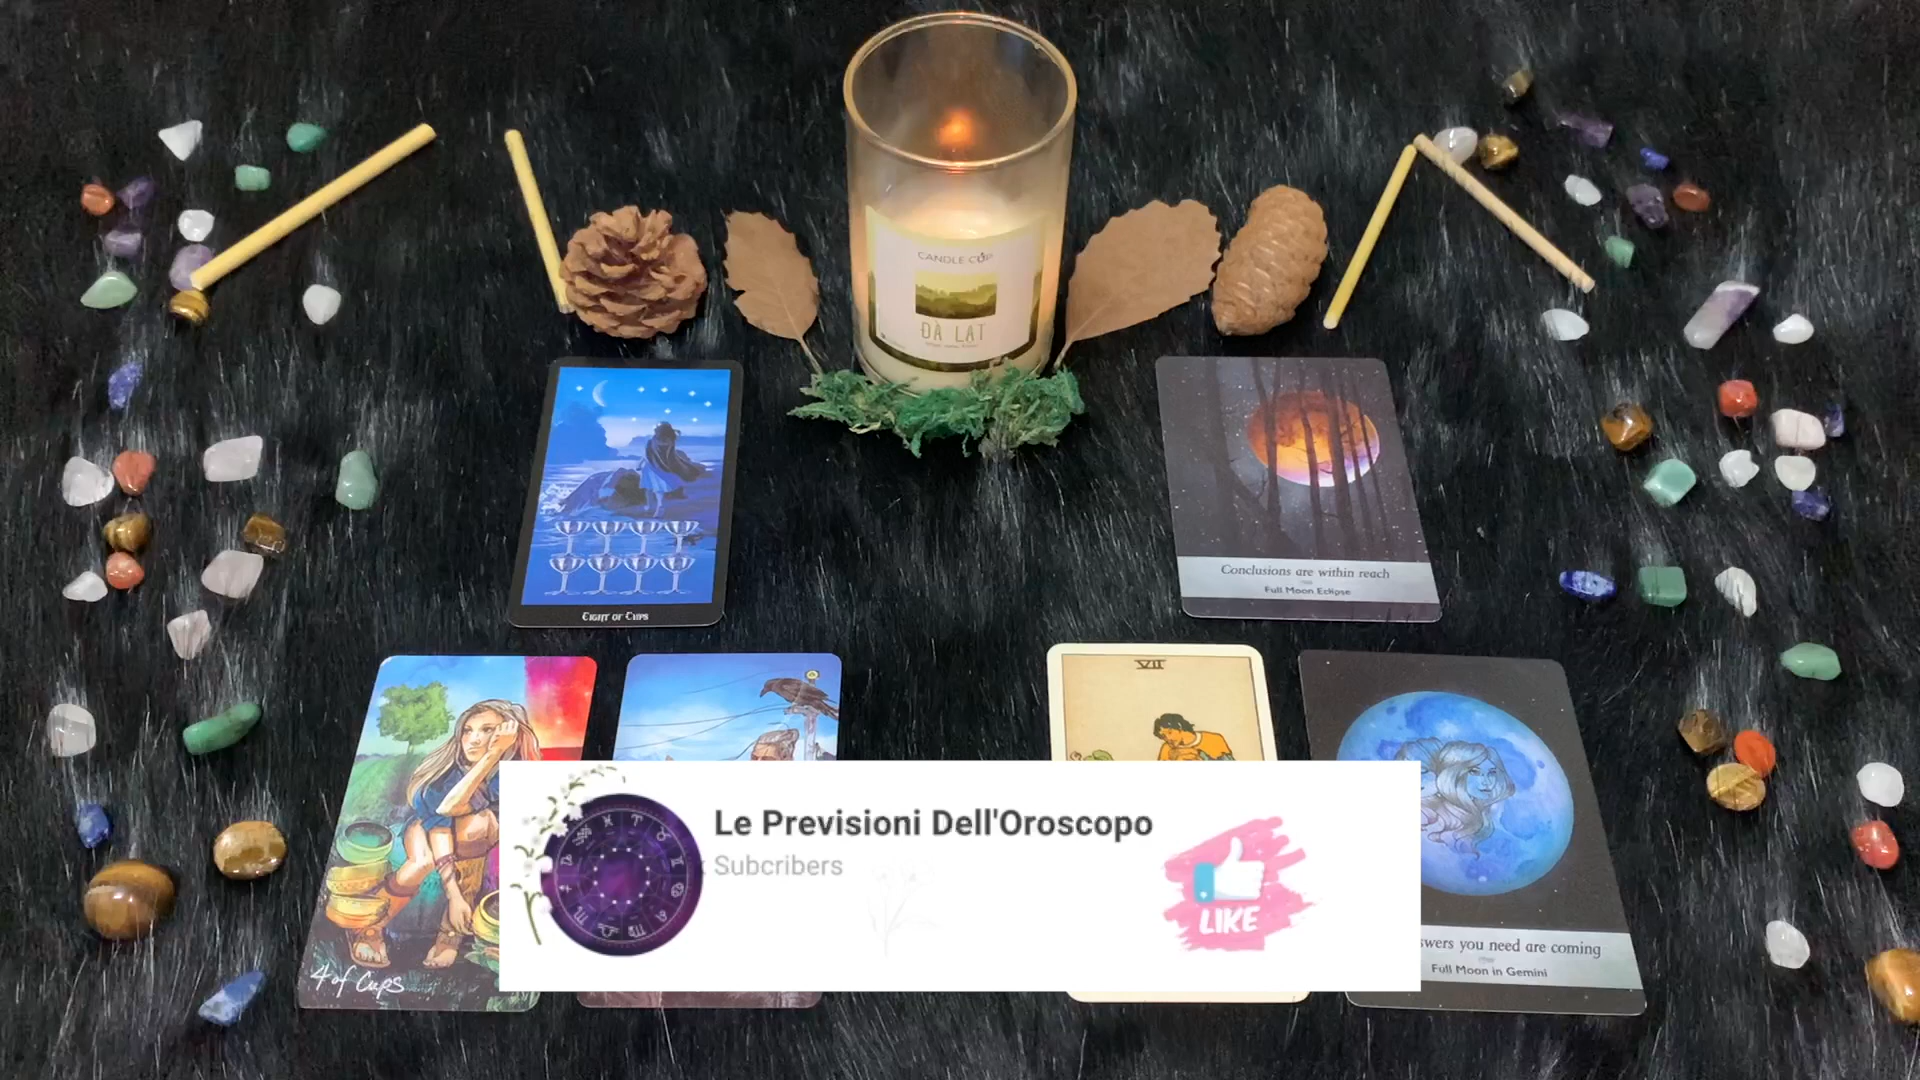 CANDLE CUP
ĐÀ LẠT
EIGHT OF CUPS
Conclusions are within reach
Full Moon Eclipse
VII
Le Previsioni Dell'Oroscopo
Subcribers
LIKE
4 of Cups
swers you need are coming
Full Moon in Gemini